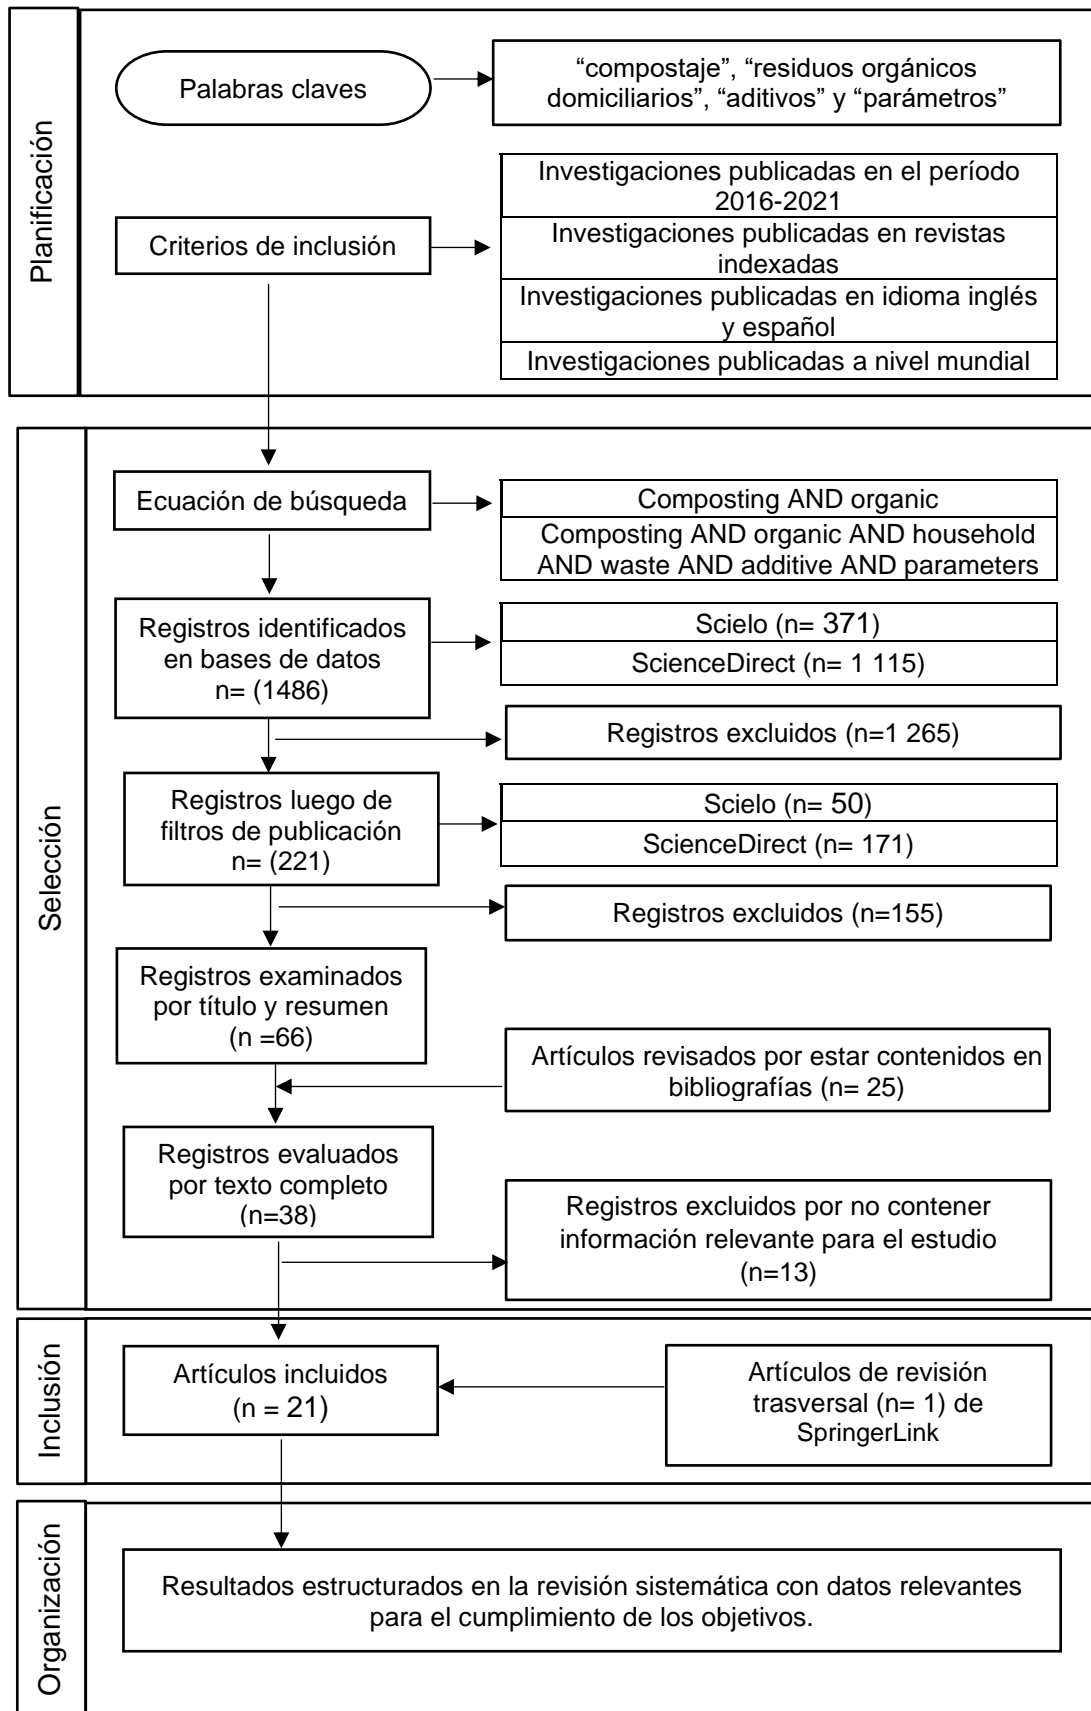 Planificación
Palabras claves
“compostaje”, “residuos orgánicos
domiciliarios”, “aditivos” y “parámetros”
Criterios de inclusión
Investigaciones publicadas en el período
2016-2021
Investigaciones publicadas en revistas
indexadas
Investigaciones publicadas en idioma inglés
y español
Investigaciones publicadas a nivel mundial
Selección
Ecuación de búsqueda
Composting AND organic
Composting AND organic AND household
AND waste AND additive AND parameters
Registros identificados
en bases de datos
n= (1486)
Scielo (n= 371)
ScienceDirect (n= 1 115)
Registros excluidos (n=1 265)
Registros luego de
filtros de publicación
n= (221)
Scielo (n= 50)
ScienceDirect (n= 171)
Registros excluidos (n=155)
Registros examinados
por título y resumen
(n =66)
Artículos revisados por estar contenidos en
bibliografías (n= 25)
Registros evaluados
por texto completo
(n=38)
Registros excluidos por no contener
información relevante para el estudio
(n=13)
Inclusión
Artículos incluidos
(n = 21)
Artículos de revisión
trasversal (n= 1) de
SpringerLink
Organización
Resultados estructurados en la revisión sistemática con datos relevantes
para el cumplimiento de los objetivos.